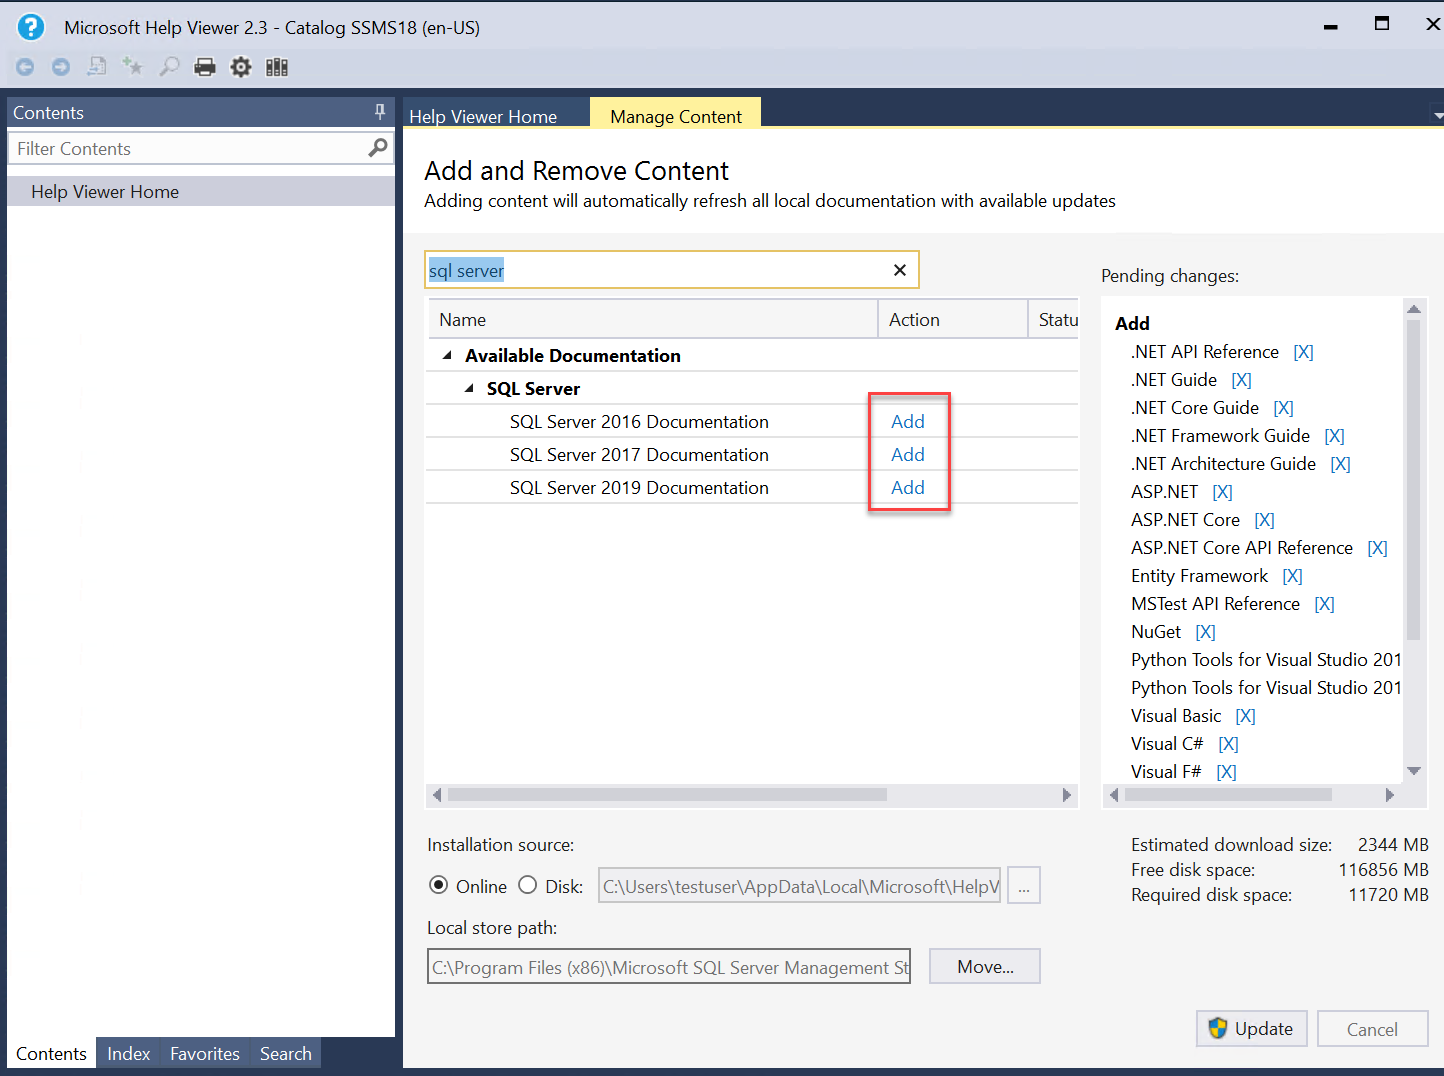 Microsoft Help Viewer 2.3 - Catalog SSMS18 (en-US)
Contents
Filter Contents
Help Viewer Home
Help Viewer Home
Manage Content
Add and Remove Content
Adding content will automatically refresh all local documentation with available updates
sql server
Name Action Statu
Available Documentation
SQL Server
SQL Server 2016 Documentation Add
SQL Server 2017 Documentation Add
SQL Server 2019 Documentation Add
Pending changes:
Add
.NET API Reference [X]
.NET Guide [X]
.NET Core Guide [X]
.NET Framework Guide [X]
.NET Architecture Guide [X]
ASP.NET [X]
ASP.NET Core [X]
ASP.NET Core API Reference [X]
Entity Framework [X]
MSTest API Reference [X]
NuGet [X]
Python Tools for Visual Studio 201
Python Tools for Visual Studio 201
Visual Basic [X]
Visual C# [X]
Visual F# [X]
Installation source:
Online Disk: C:\Users\testuser\AppData\Local\Microsoft\HelpV ...
Local store path:
C:\Program Files (x86)\Microsoft SQL Server Management St Move...
Estimated download size: 2344 MB
Free disk space: 116856 MB
Required disk space: 11720 MB
Update Cancel
Contents Index Favorites Search